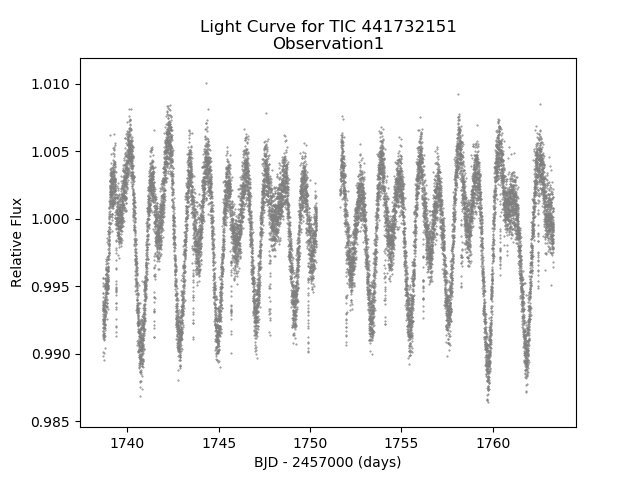 Light Curve for TIC 441732151
Observation1
1.010
1.005
1.000
0.995
0.990
0.985
Relative Flux
1740
1745
1750
1755
1760
BJD - 2457000 (days)